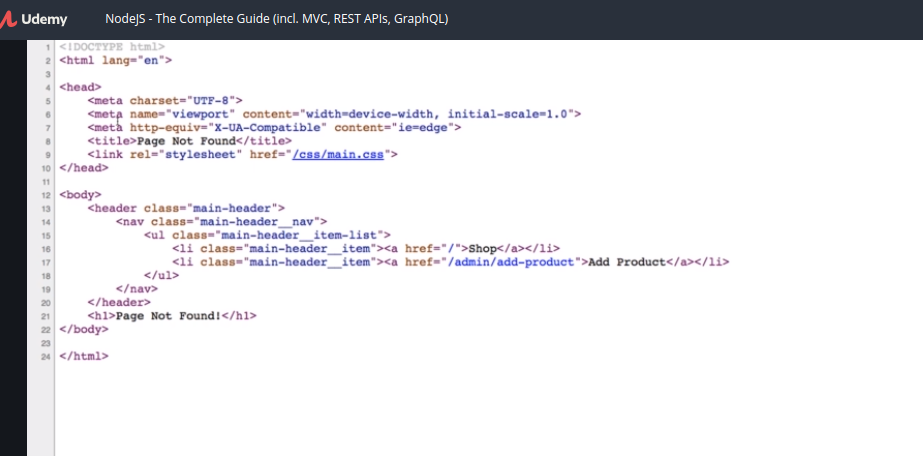 Udemy NodeJS - The Complete Guide (incl. MVC, REST APIs, GraphQL)
1 <!DOCTYPE html>
2 <html lang="en">
3
4 <head>
5     <meta charset="UTF-8">
6     <meta name="viewport" content="width=device-width, initial-scale=1.0">
7     <meta http-equiv="X-UA-Compatible" content="ie=edge">
8     <title>Page Not Found</title>
9     <link rel="stylesheet" href="/css/main.css">
10 </head>
11
12 <body>
13     <header class="main-header">
14         <nav class="main-header__nav">
15             <ul class="main-header__item-list">
16                 <li class="main-header__item"><a href="/">Shop</a></li>
17                 <li class="main-header__item"><a href="/admin/add-product">Add Product</a></li>
18             </ul>
19         </nav>
20     </header>
21     <h1>Page Not Found!</h1>
22 </body>
23
24 </html>